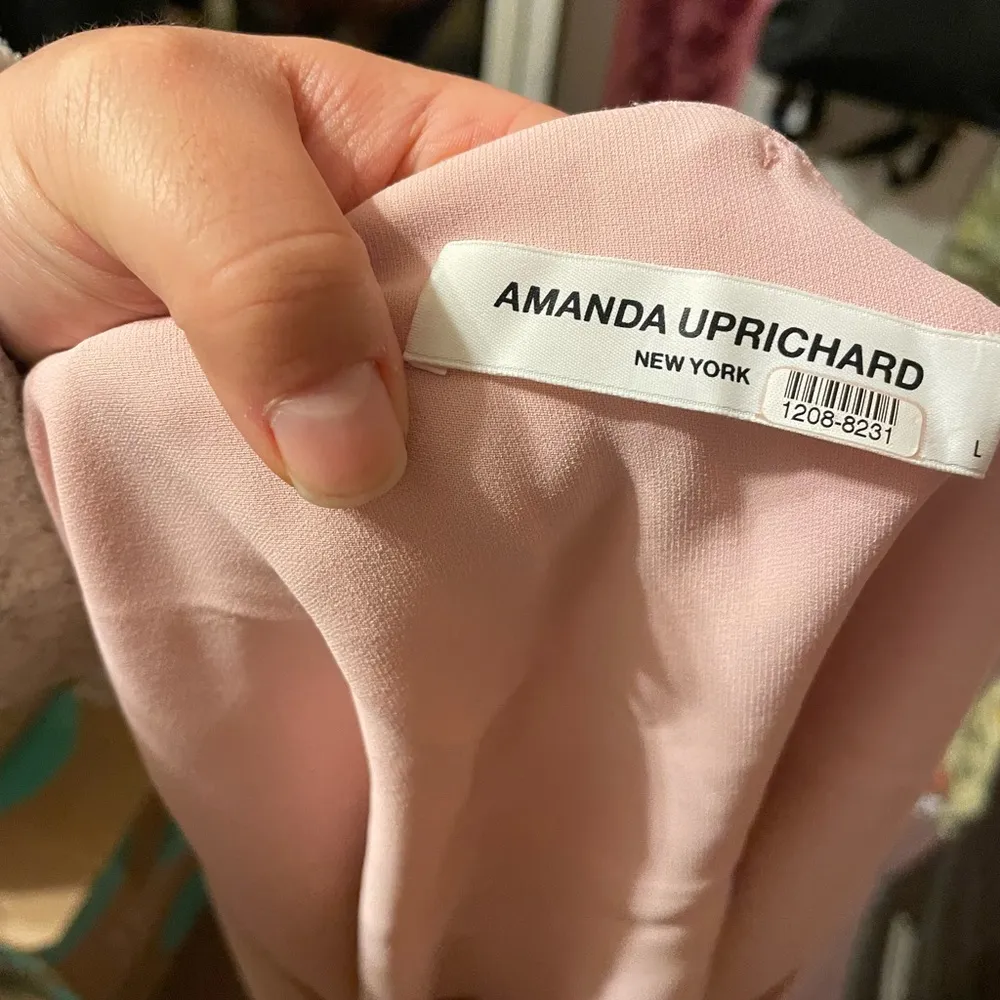 AMANDA UPRICHARD
NEW YORK
1208-8231
L